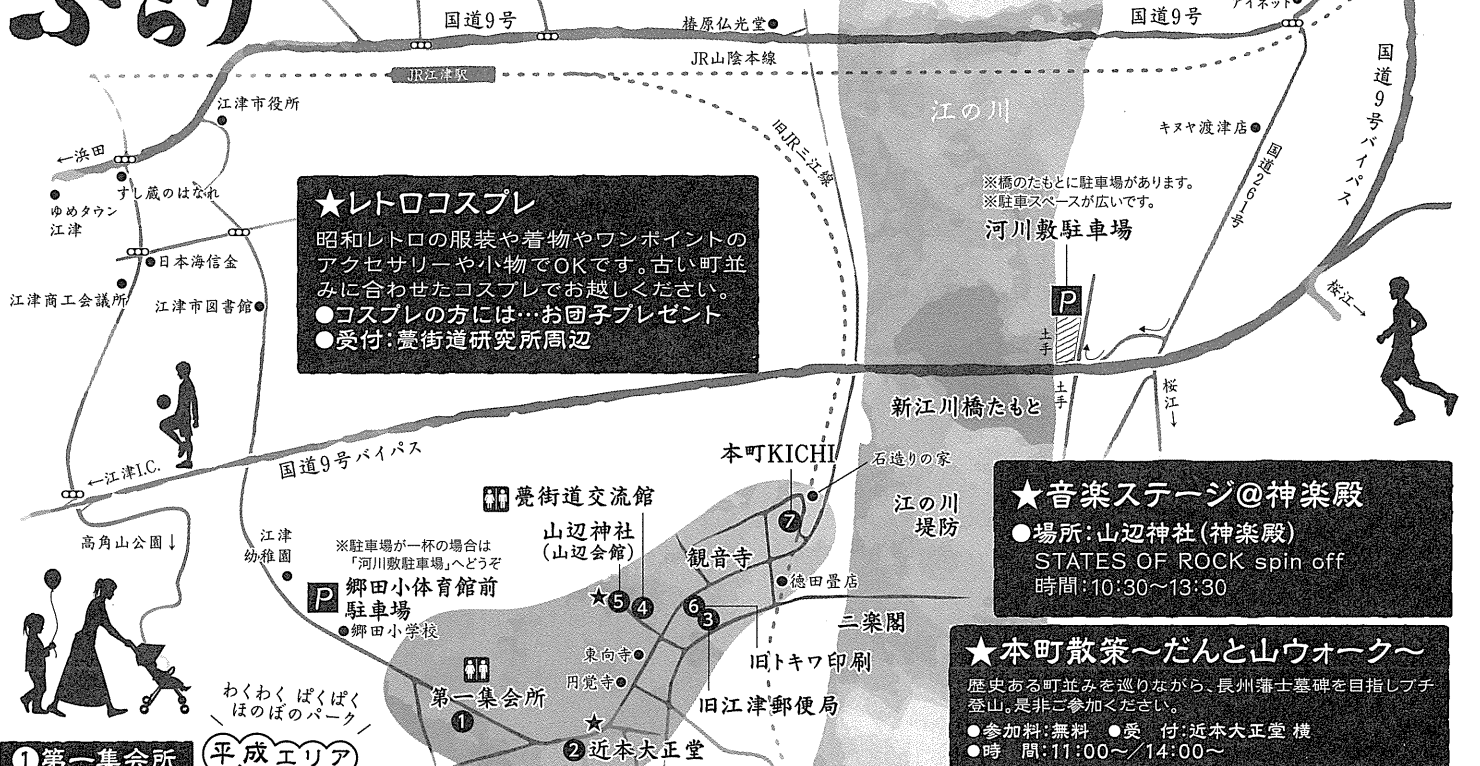 ぶらり
国道9号
椿原仏光堂
国道9号
アイネット
JR山陰本線
JR江津駅
江津市役所
←浜田
すし蔵のはなれ
ゆめタウン
江津
日本海信金
江津商工会議所
江津市図書館
旧JR三江線
江の川
キヌヤ渡津店
国道261号
国道9号バイパス
※橋のたもとに駐車場があります。
※駐車スペースが広いです。
河川敷駐車場
P
土手
土手
桜江→
桜江→
★レトロコスプレ
昭和レトロの服装や着物やワンポイントの
アクセサリーや小物でOKです。古い町並
みに合わせたコスプレでお越しください。
●コスプレの方には…お団子プレゼント
●受付:甍街道研究所周辺
新江川橋たもと
国道9号バイパス
←江津I.C.
高角山公園↓
本町KICHI
石造りの家
江の川
堤防
甍街道交流館
山辺神社
(山辺会館)
江津
幼稚園
※駐車場が一杯の場合は
「河川敷駐車場」へどうぞ
P
郷田小体育館前
駐車場
郷田小学校
観音寺
7
徳田畳店
★5
4
6
3
二楽閣
東向寺
円覚寺
旧トキワ印刷
旧江津郵便局
第一集会所
1
★
2近本大正堂
★音楽ステージ@神楽殿
●場所:山辺神社(神楽殿)
STATES OF ROCK spin off
時間:10:30〜13:30
★本町散策〜だんと山ウォーク〜
歴史ある町並みを巡りながら、長州藩士墓碑を目指しプチ
登山。是非ご参加ください。
●参加料:無料 ●受 付:近本大正堂 横
●時 間:11:00〜/14:00〜
わくわく ぱくぱく
ほのぼのパーク
1第一集会所
平成エリア